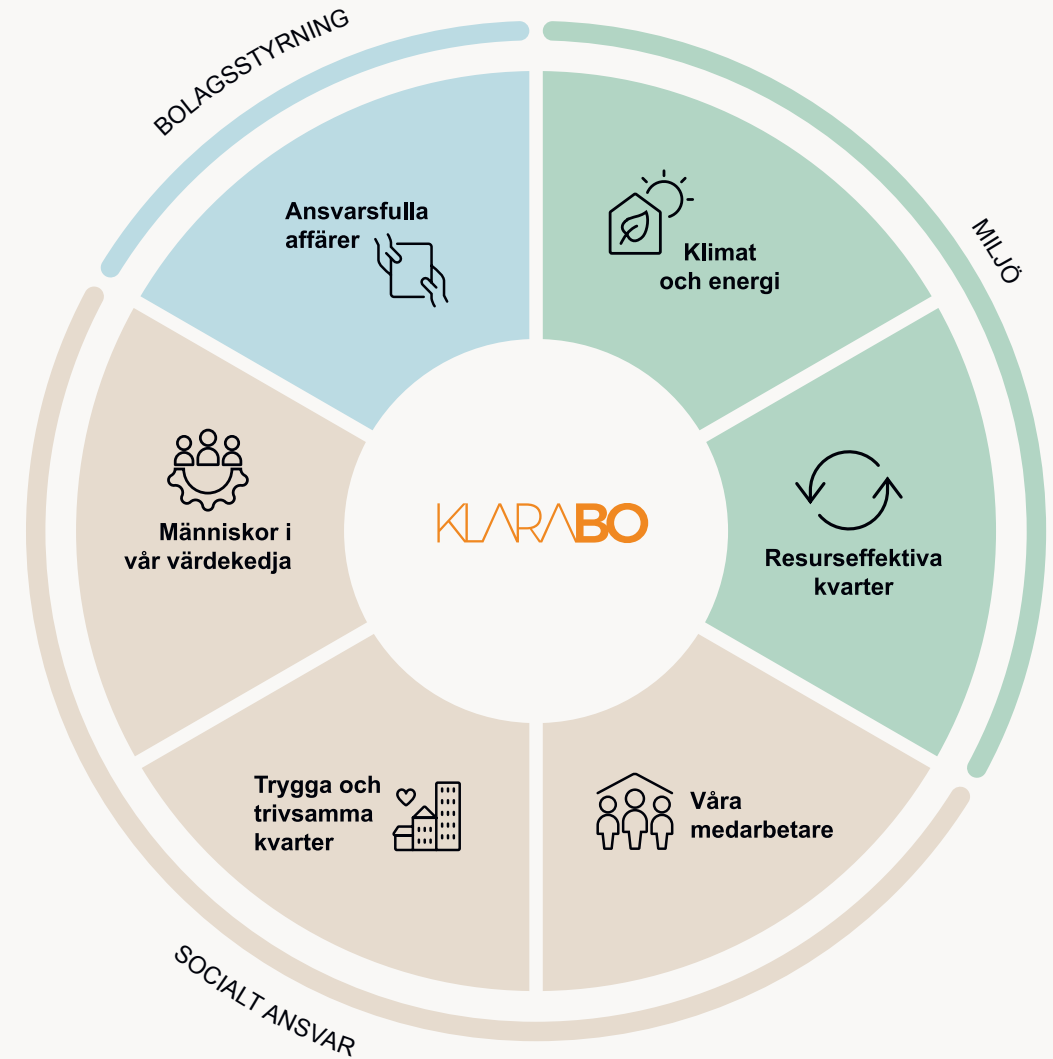 BOLAGSSTYRNING
MILJÖ
Ansvarsfulla
affärer
Klimat
och energi
Människor i
vår värdekedja
KLARABO
Resurseffektiva
kvarter
Trygga och
trivsamma
kvarter
Våra
medarbetare
SOCIALT ANSVAR